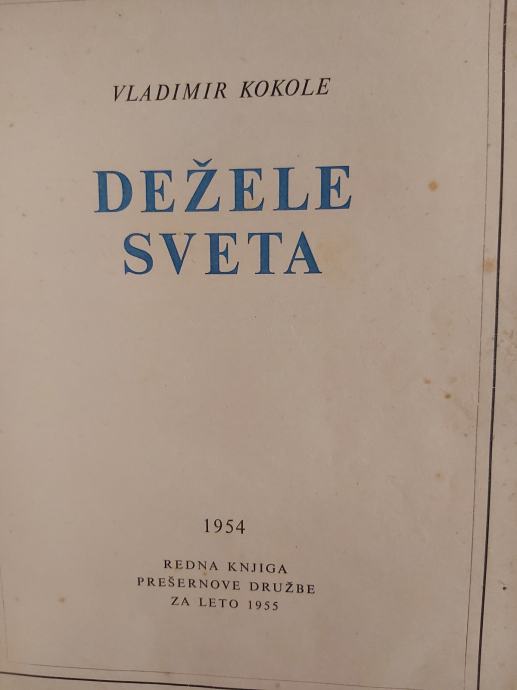 VLADIMIR KOKOLE
DEŽELE
SVETA
1954
REDNA KNJIGA
PREŠERNOVE DRUŽBE
ZA LETO 1955